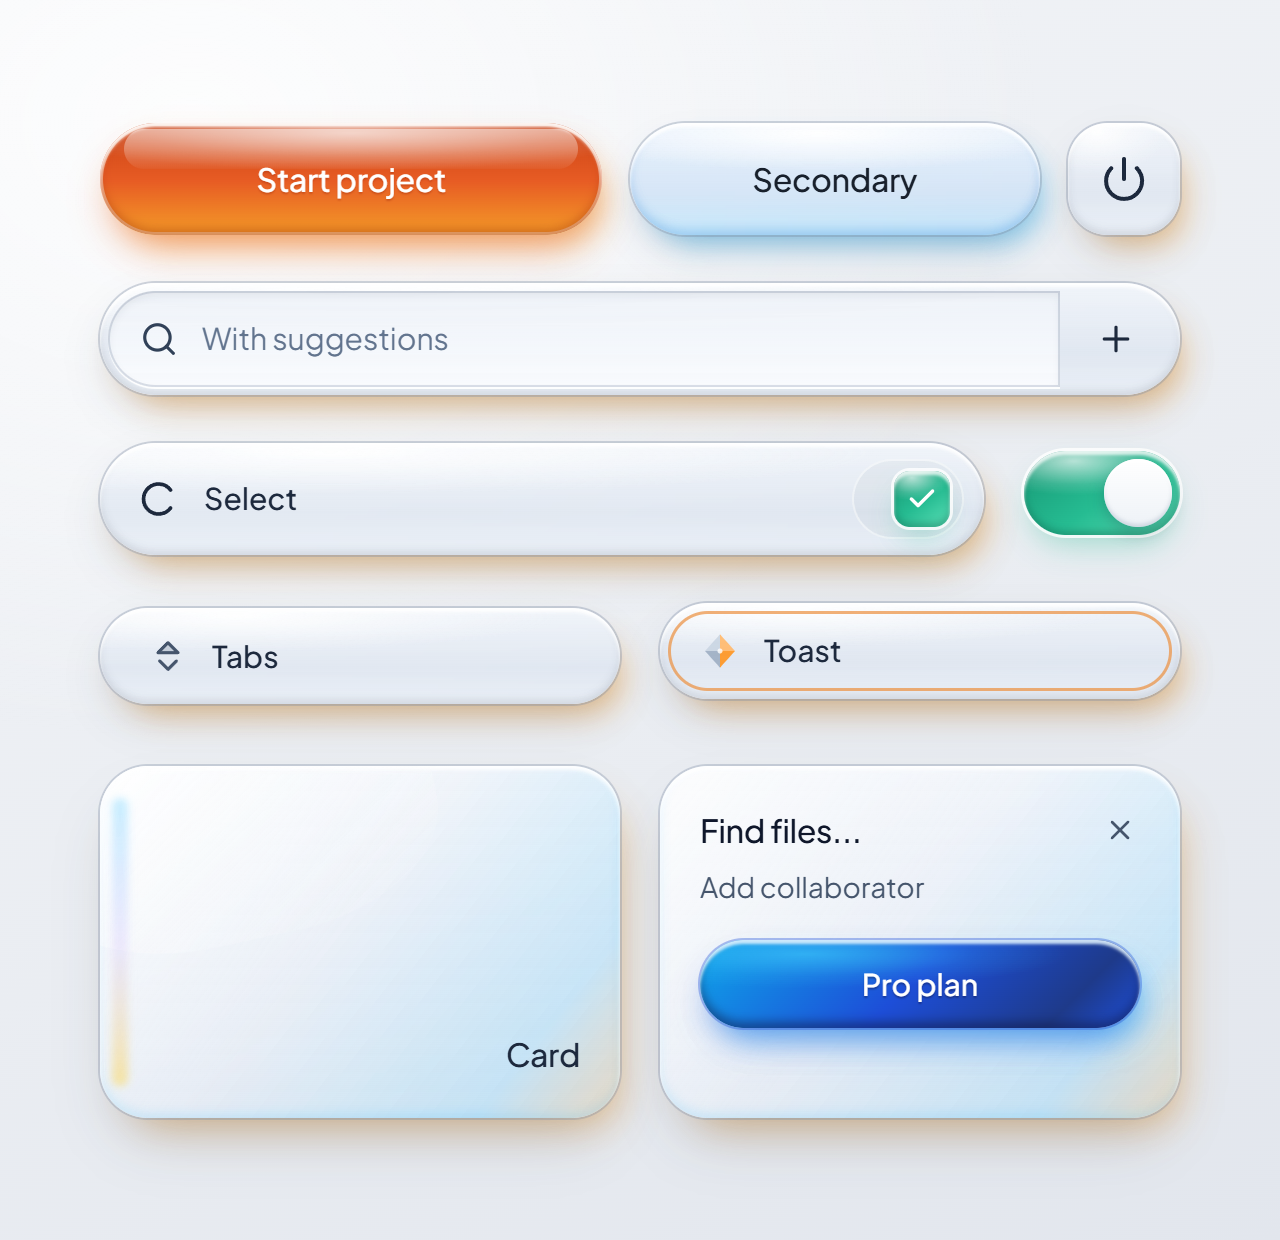 Start project
Secondary
With suggestions
Select
Tabs
Toast
Card
Find files...
Add collaborator
Pro plan